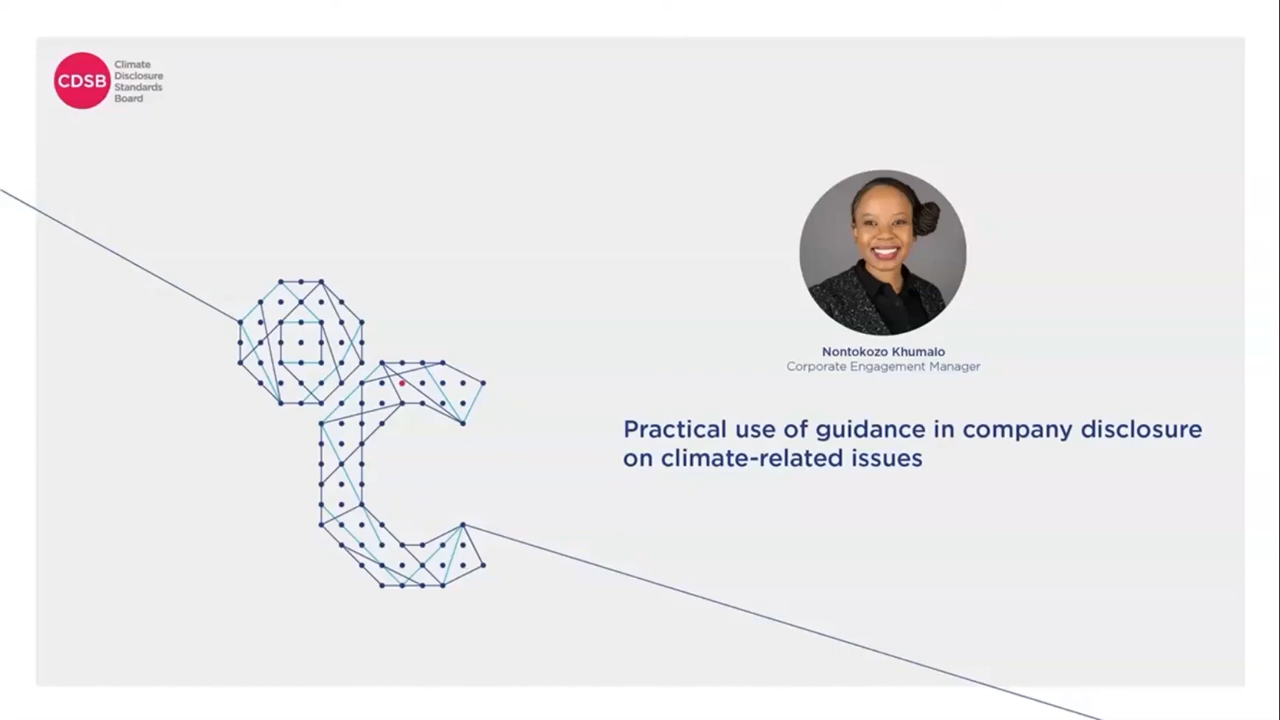 CDSB
Climate
Disclosure
Standards
Board
Nontokozo Khumalo
Corporate Engagement Manager
Practical use of guidance in company disclosure
on climate-related issues